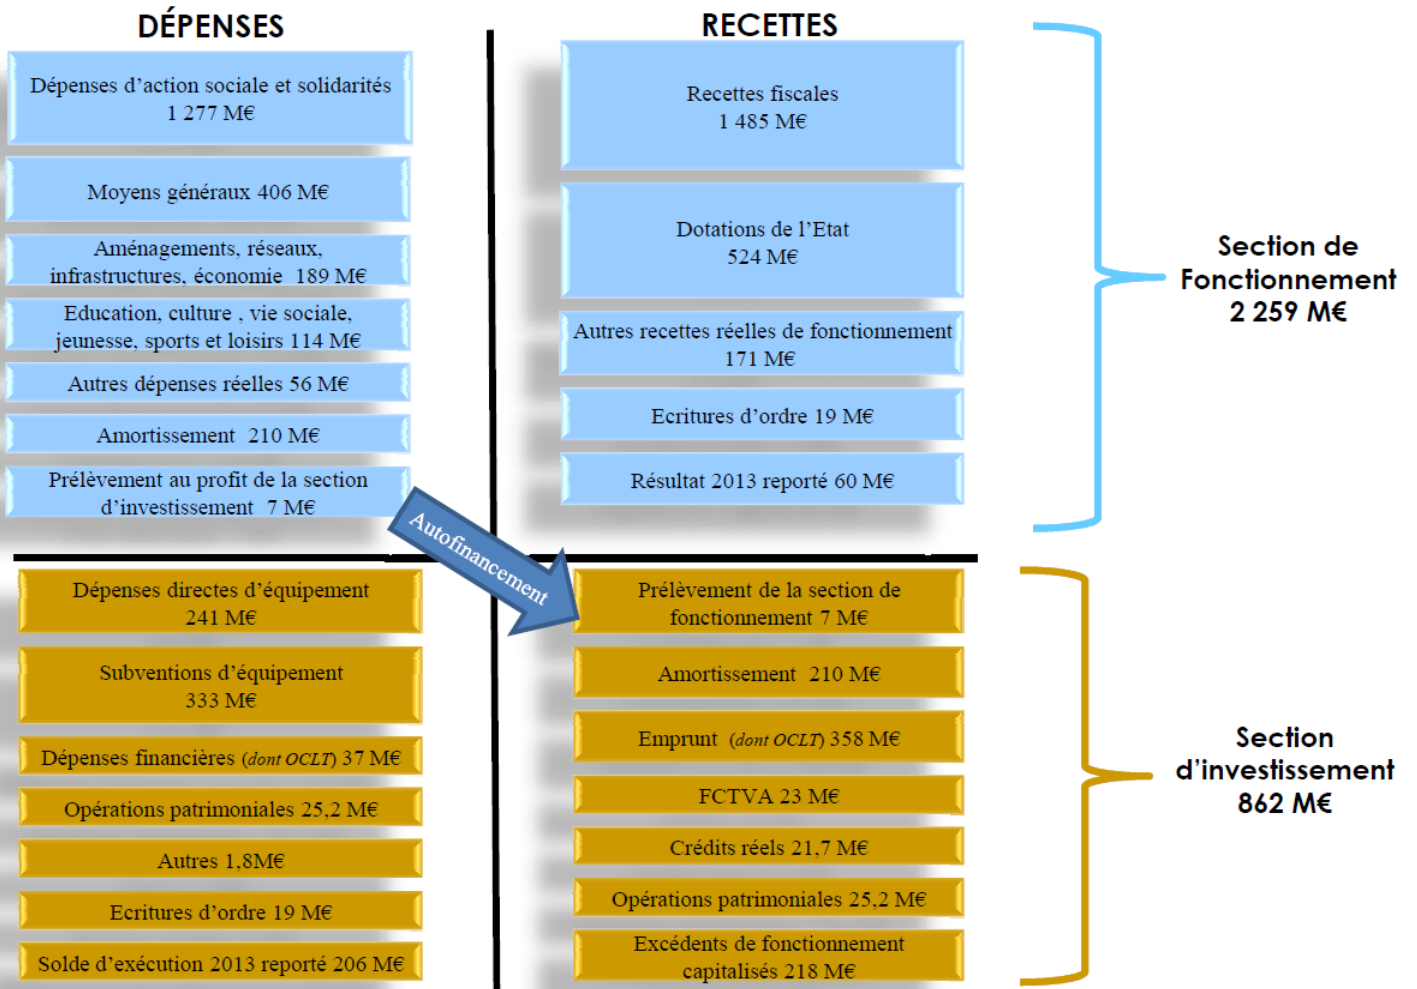 DÉPENSES
Dépenses d’action sociale et solidarités
1 277 M€
Moyens généraux 406 M€
Aménagements, réseaux,
infrastructures, économie 189 M€
Education, culture , vie sociale,
jeunesse, sports et loisirs 114 M€
Autres dépenses réelles 56 M€
Amortissement 210 M€
Prélèvement au profit de la section
d’investissement 7 M€
RECETTES
Recettes fiscales
1 485 M€
Dotations de l’Etat
524 M€
Autres recettes réelles de fonctionnement
171 M€
Ecritures d’ordre 19 M€
Résultat 2013 reporté 60 M€
Section de
Fonctionnement
2 259 M€
Autofinancement
Dépenses directes d’équipement
241 M€
Subventions d’équipement
333 M€
Dépenses financières (dont OCLT) 37 M€
Opérations patrimoniales 25,2 M€
Autres 1,8M€
Ecritures d’ordre 19 M€
Solde d’exécution 2013 reporté 206 M€
Prélèvement de la section de
fonctionnement 7 M€
Amortissement 210 M€
Emprunt (dont OCLT) 358 M€
FCTVA 23 M€
Crédits réels 21,7 M€
Opérations patrimoniales 25,2 M€
Excédents de fonctionnement
capitalisés 218 M€
Section
d’investissement
862 M€